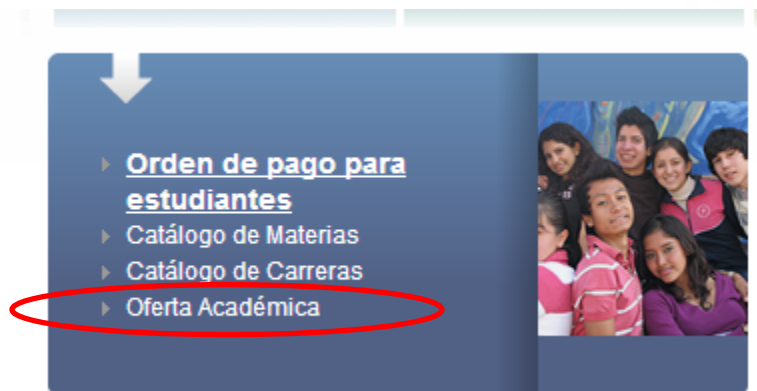 Orden de pago para
estudiantes
Catálogo de Materias
Catálogo de Carreras
Oferta Académica